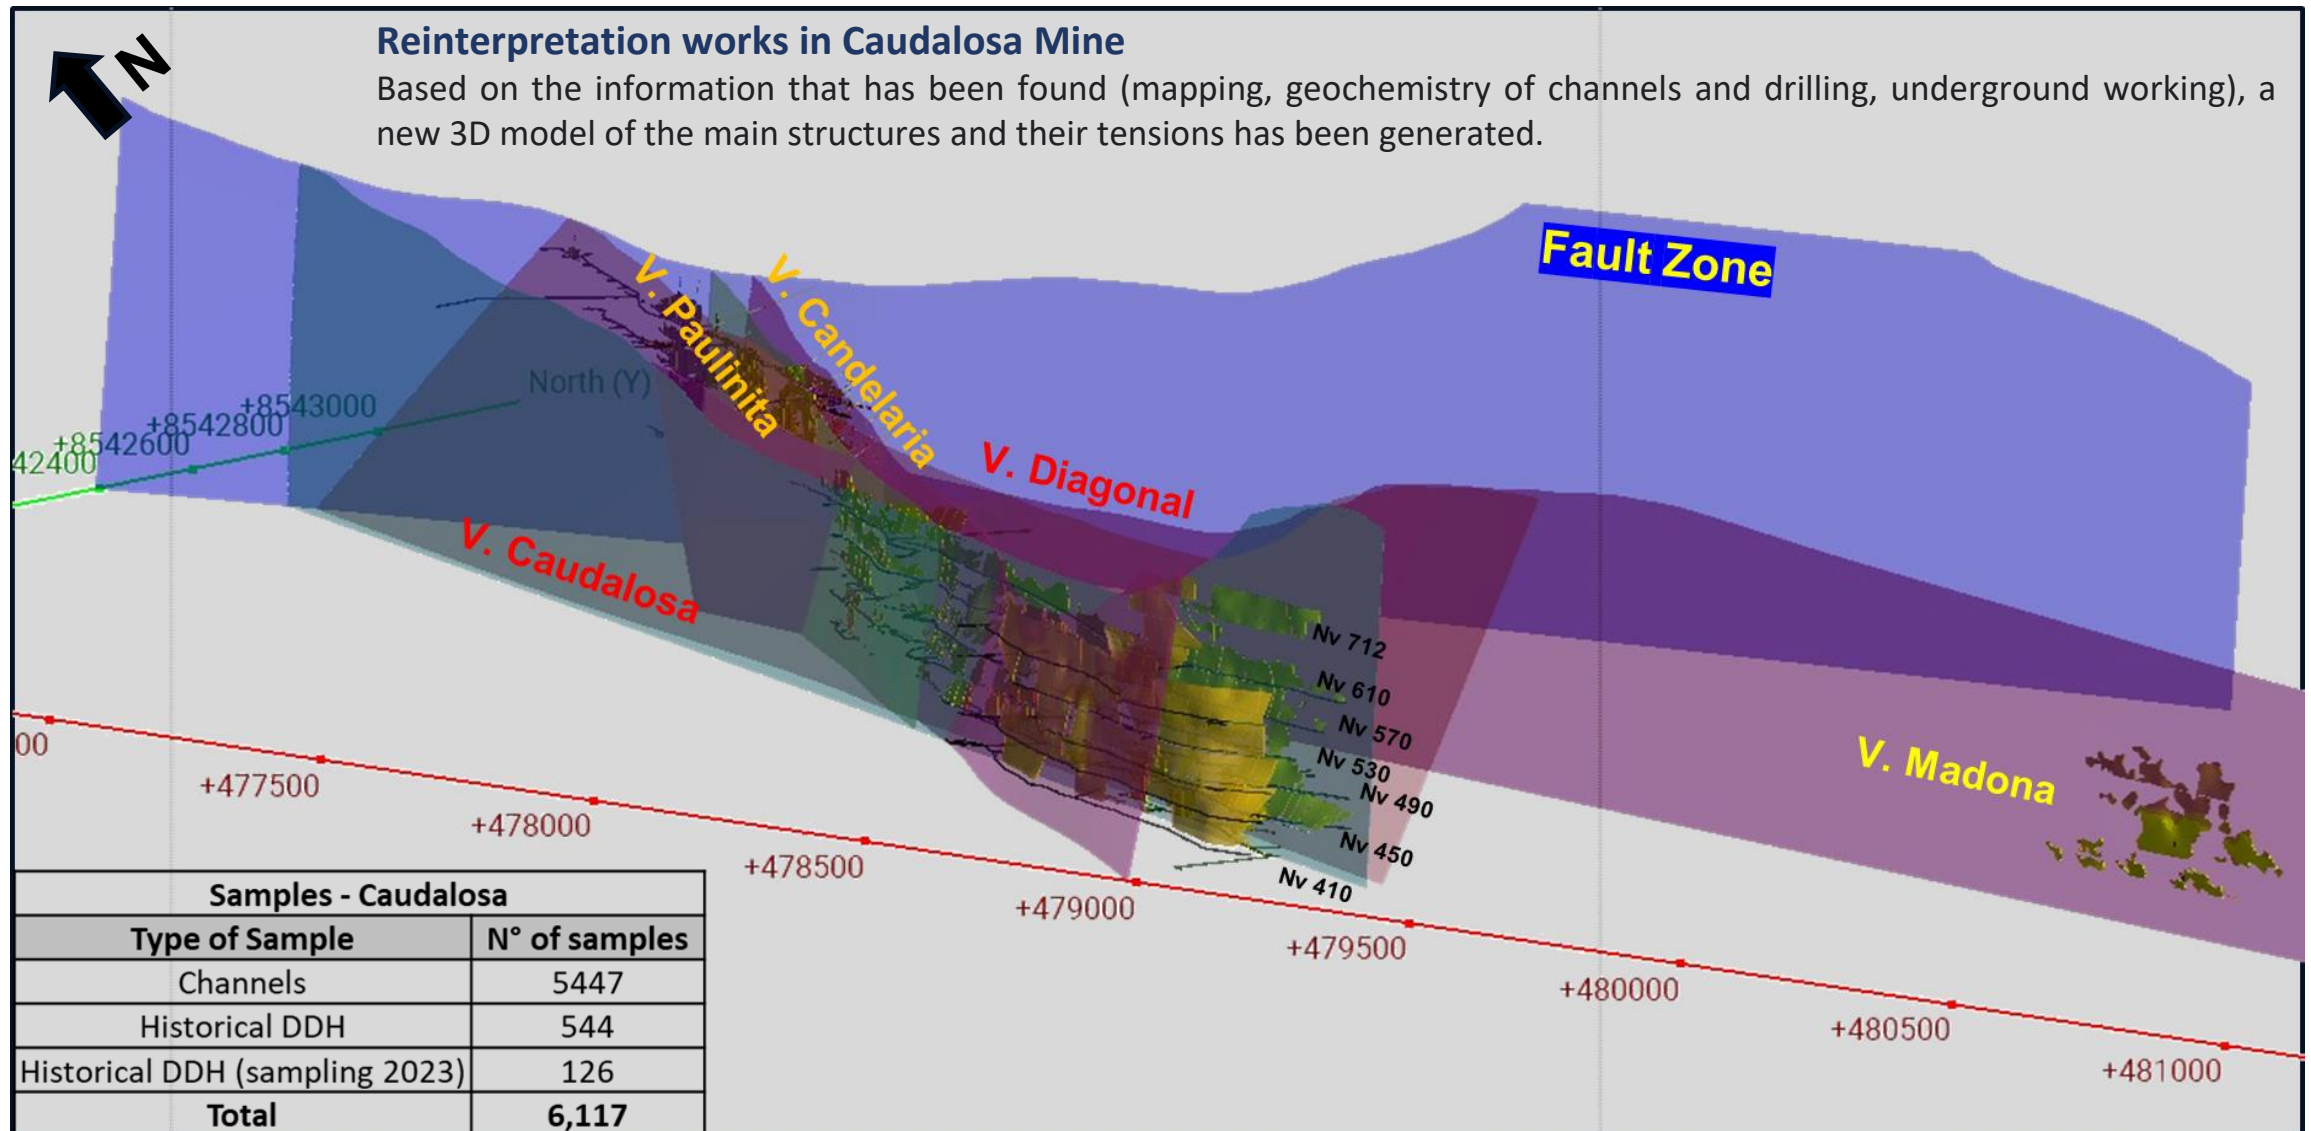 N
Reinterpretation works in Caudalosa Mine
Based on the information that has been found (mapping, geochemistry of channels and drilling, underground working), a
new 3D model of the main structures and their tensions has been generated.
Fault Zone
V. Paulinita
V. Candelaria
North (Y)
+8543000
+8542800
+8542600
42400
V. Diagonal
V. Caudalosa
Nv 712
Nv 610
Nv 570
Nv 530
Nv 490
Nv 450
Nv 410
V. Madona
00
+477500
+478000
+478500
+479000
+479500
+480000
+480500
+481000
Samples - Caudalosa
Type of Sample N° of samples
Channels 5447
Historical DDH 544
Historical DDH (sampling 2023) 126
Total 6,117